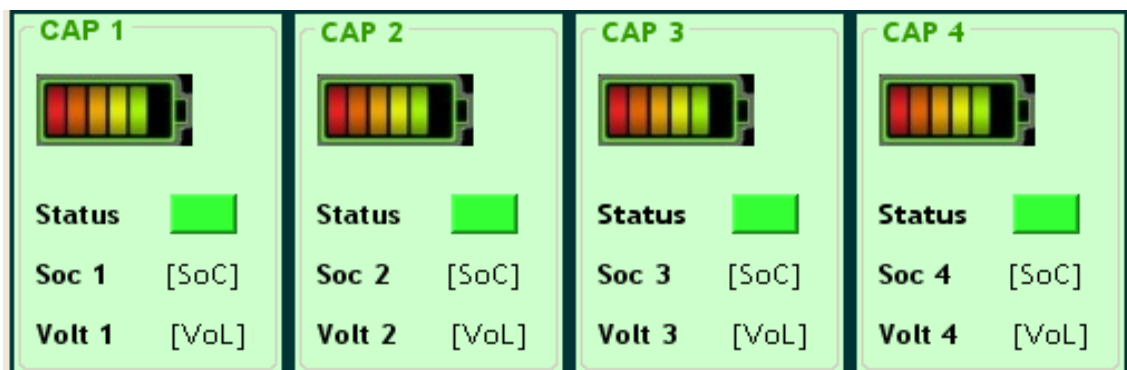 CAP 1
Status
Soc 1 [SoC]
Volt 1 [VoL]
CAP 2
Status
Soc 2 [SoC]
Volt 2 [VoL]
CAP 3
Status
Soc 3 [SoC]
Volt 3 [VoL]
CAP 4
Status
Soc 4 [SoC]
Volt 4 [VoL]